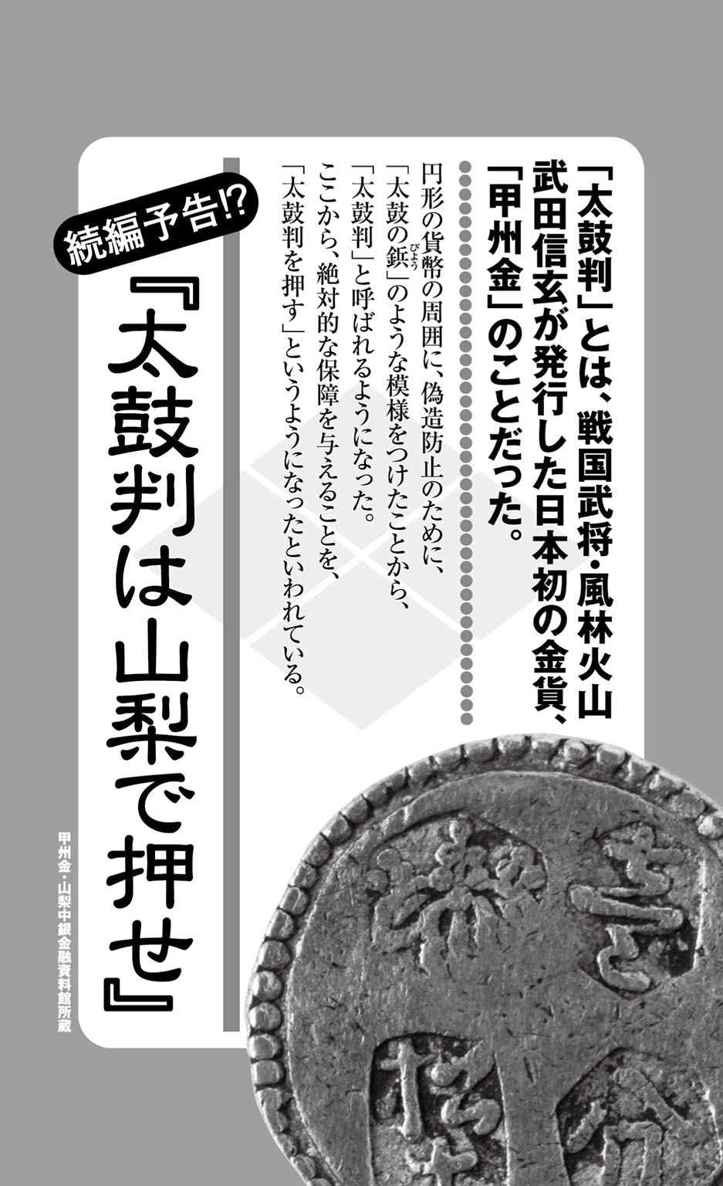 「太鼓判」とは、戦国武将・風林火山
武田信玄が発行した日本初の金貨、
「甲州金」のことだった。
円形の貨幣の周囲に、偽造防止のために、
「太鼓の鋲」のような模様をつけたことから、
びょう
「太鼓判」と呼ばれるようになった。
ここから、絶対的な保障を与えることを、
「太鼓判を押す」というようになったといわれている。
続編予告!?
『太鼓判は山梨で押せ』
甲州金・山梨中銀金融資料館所蔵